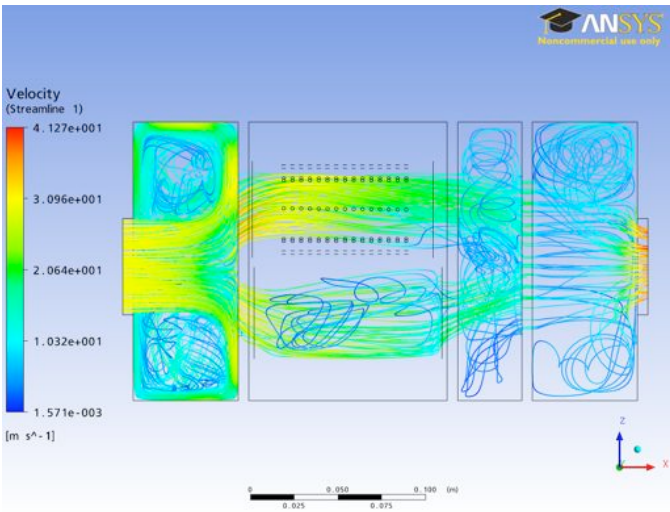 ANSYS
Noncommercial use only
Velocity
(Streamline 1)
4.127e+001
3.096e+001
2.064e+001
1.032e+001
1.571e-003
[m s^-1]
Z
X
0 0.050 0.100 (m)
0.025 0.075